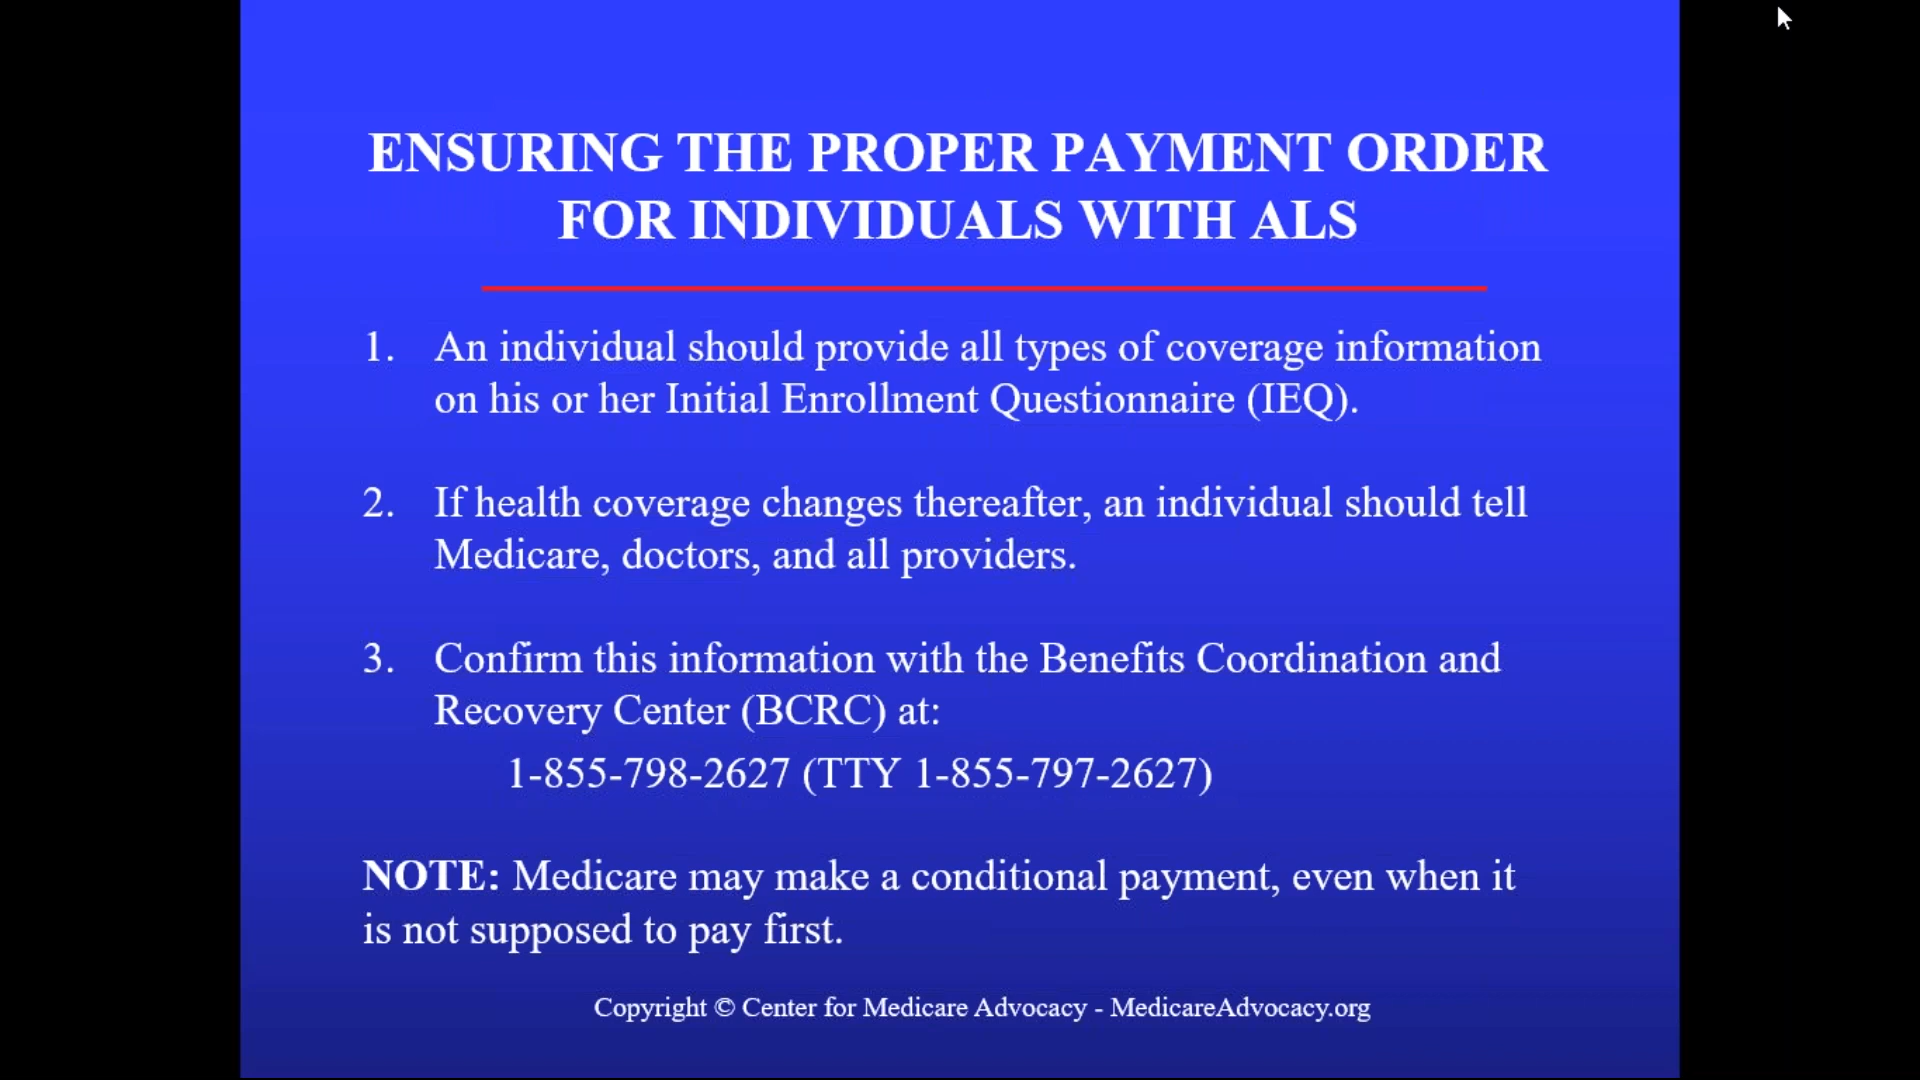 ENSURING THE PROPER PAYMENT ORDER
FOR INDIVIDUALS WITH ALS
1. An individual should provide all types of coverage information
on his or her Initial Enrollment Questionnaire (IEQ).
2. If health coverage changes thereafter, an individual should tell
Medicare, doctors, and all providers.
3. Confirm this information with the Benefits Coordination and
Recovery Center (BCRC) at:
1-855-798-2627 (TTY 1-855-797-2627)
NOTE: Medicare may make a conditional payment, even when it
is not supposed to pay first.
Copyright © Center for Medicare Advocacy - MedicareAdvocacy.org